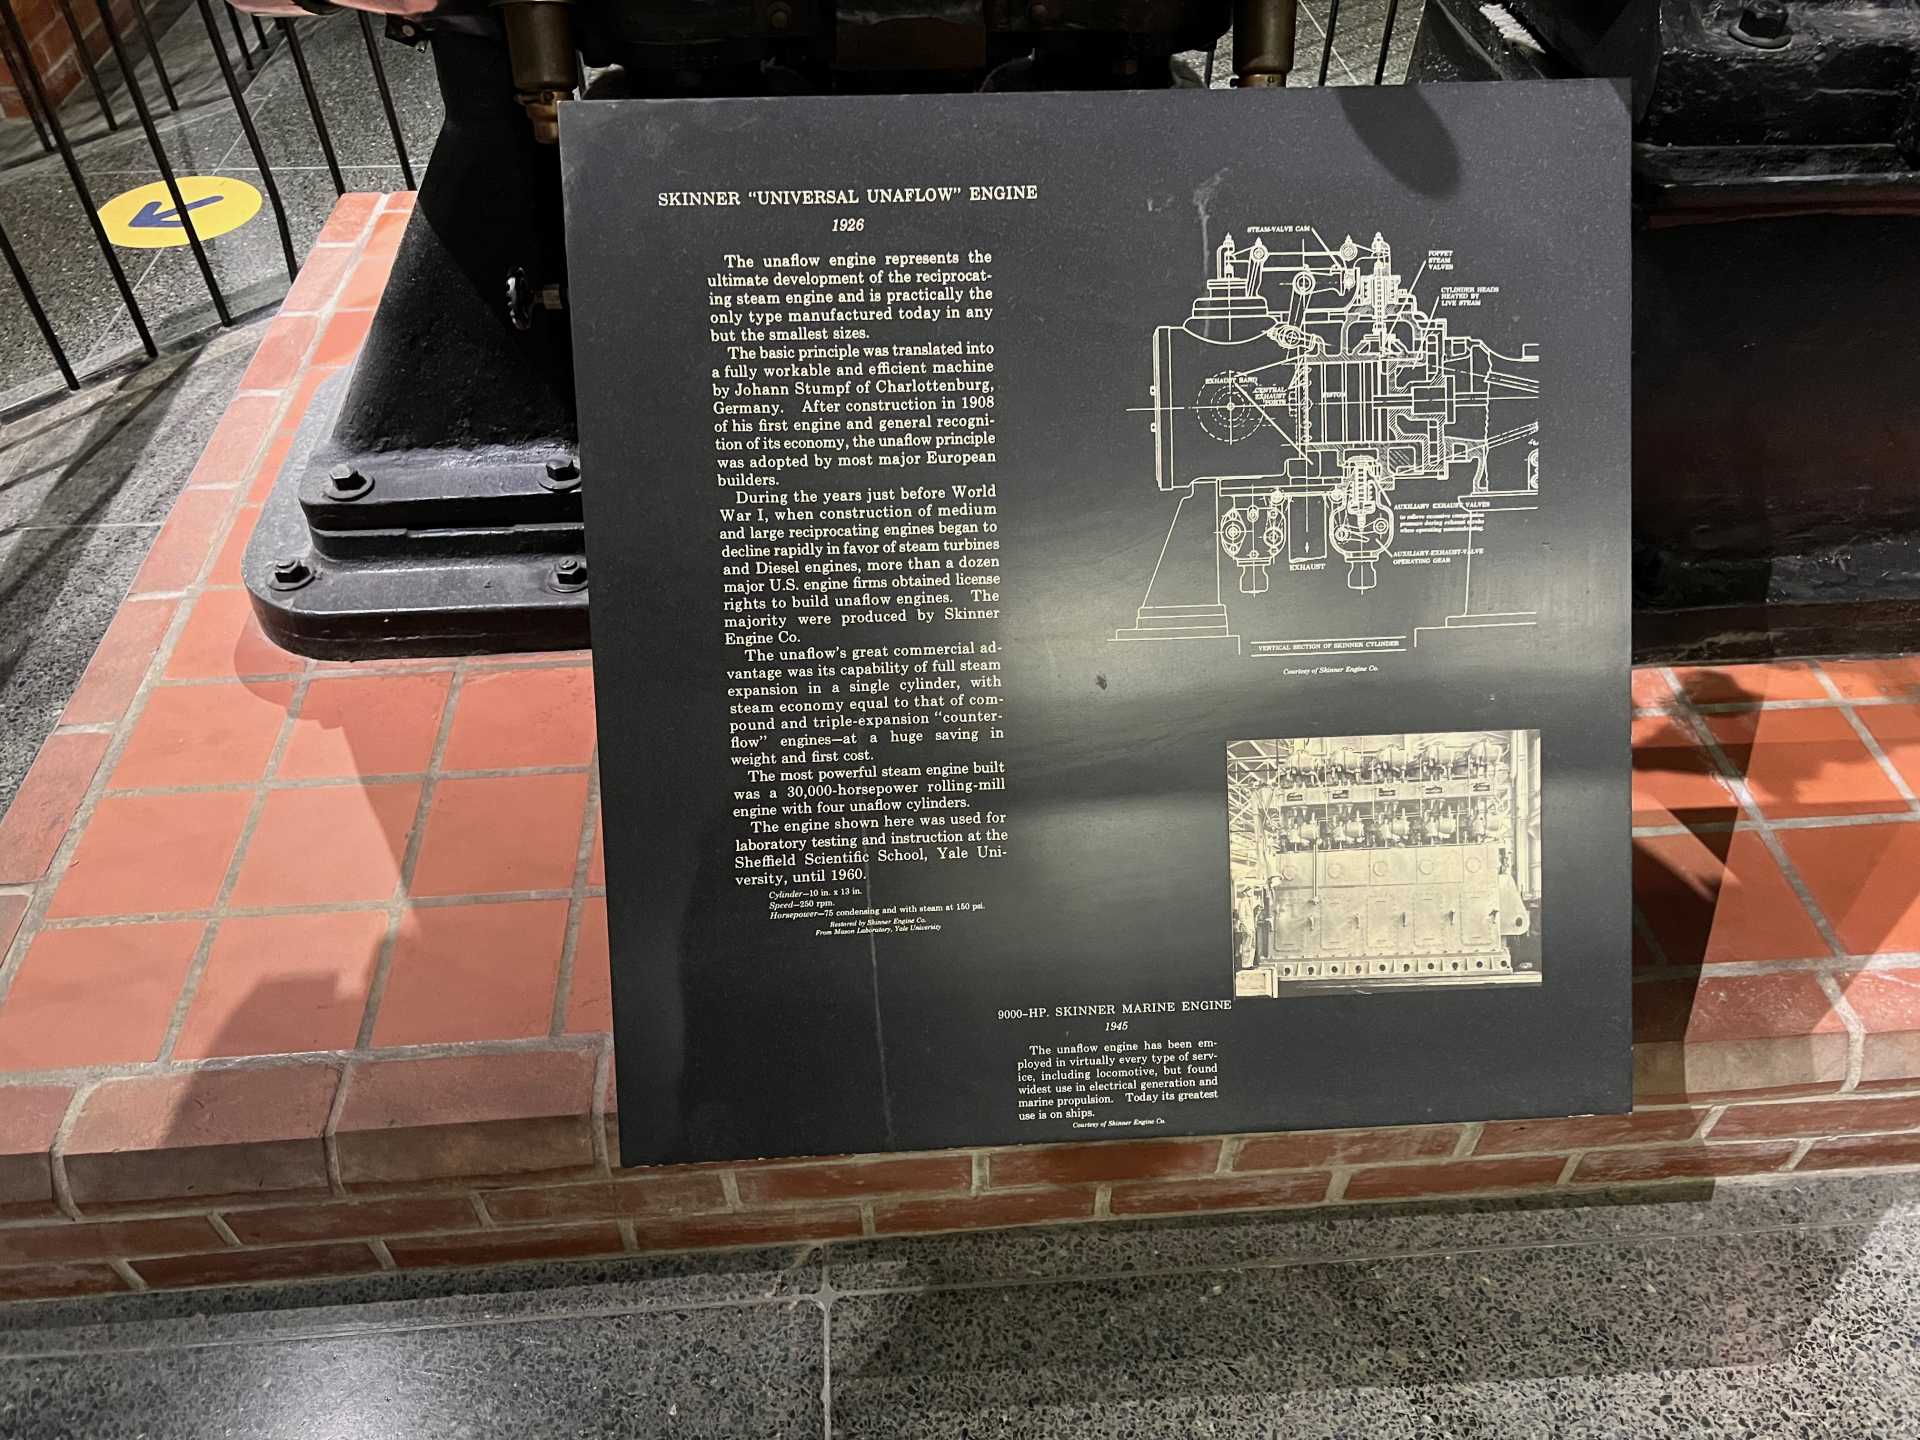 SKINNER “UNIVERSAL UNAFLOW” ENGINE
1926
The unaflow engine represents the
ultimate development of the reciprocat-
ing steam engine and is practically the
only type manufactured today in any
but the smallest sizes.
The basic principle was translated into
a fully workable and efficient machine
by Johann Stumpf of Charlottenburg,
Germany. After construction in 1908
of his first engine and general recogni-
tion of its economy, the unaflow principle
was adopted by most major European
builders.
During the years just before World
War I, when construction of medium
and large reciprocating engines began to
decline rapidly in favor of steam turbines
and Diesel engines, more than a dozen
major U.S. engine firms obtained license
rights to build unaflow engines. The
majority were produced by Skinner
Engine Co.
The unaflow's great commercial ad-
vantage was its capability of full steam
expansion in a single cylinder, with
steam economy equal to that of com-
pound and triple-expansion “counter-
flow” engines—at a huge saving in
weight and first cost.
The most powerful steam engine built
was a 30,000-horsepower rolling-mill
engine with four unaflow cylinders.
The engine shown here was used for
laboratory testing and instruction at the
Sheffield Scientific School, Yale Uni-
versity, until 1960.
Cylinder—10 in. x 13 in.
Speed—250 rpm.
Horsepower—75 condensing and with steam at 150 psi.
Restored by Skinner Engine Co.
From Mason Laboratory, Yale University
STEAM-VALVE CAM
POPPET
STEAM
VALVES
CYLINDER HEADS
HEATED BY
LIVE STEAM
EXHAUST BAND
CENTRAL
EXHAUST
PORTS
PISTON
AUXILIARY EXHAUST VALVES
to relieve excessive compression
pressure during exhaust stroke
when operating noncondensing.
AUXILIARY-EXHAUST-VALVE
OPERATING GEAR
EXHAUST
VERTICAL SECTION OF SKINNER CYLINDER
Courtesy of Skinner Engine Co.
9000-HP. SKINNER MARINE ENGINE
1945
The unaflow engine has been em-
ployed in virtually every type of serv-
ice, including locomotive, but found
widest use in electrical generation and
marine propulsion. Today its greatest
use is on ships.
Courtesy of Skinner Engine Co.